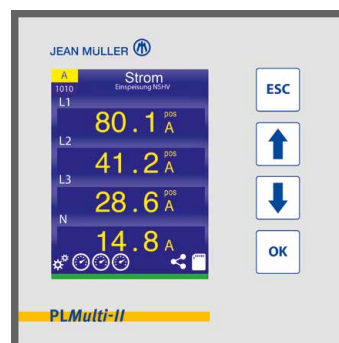 JEAN MÜLLER
A
Strom
1010
Einspeisung NSHV
L1
80.1 pos A
L2
41.2 pos A
L3
28.6 pos A
N
14.8 A
PLMulti-II
ESC
OK